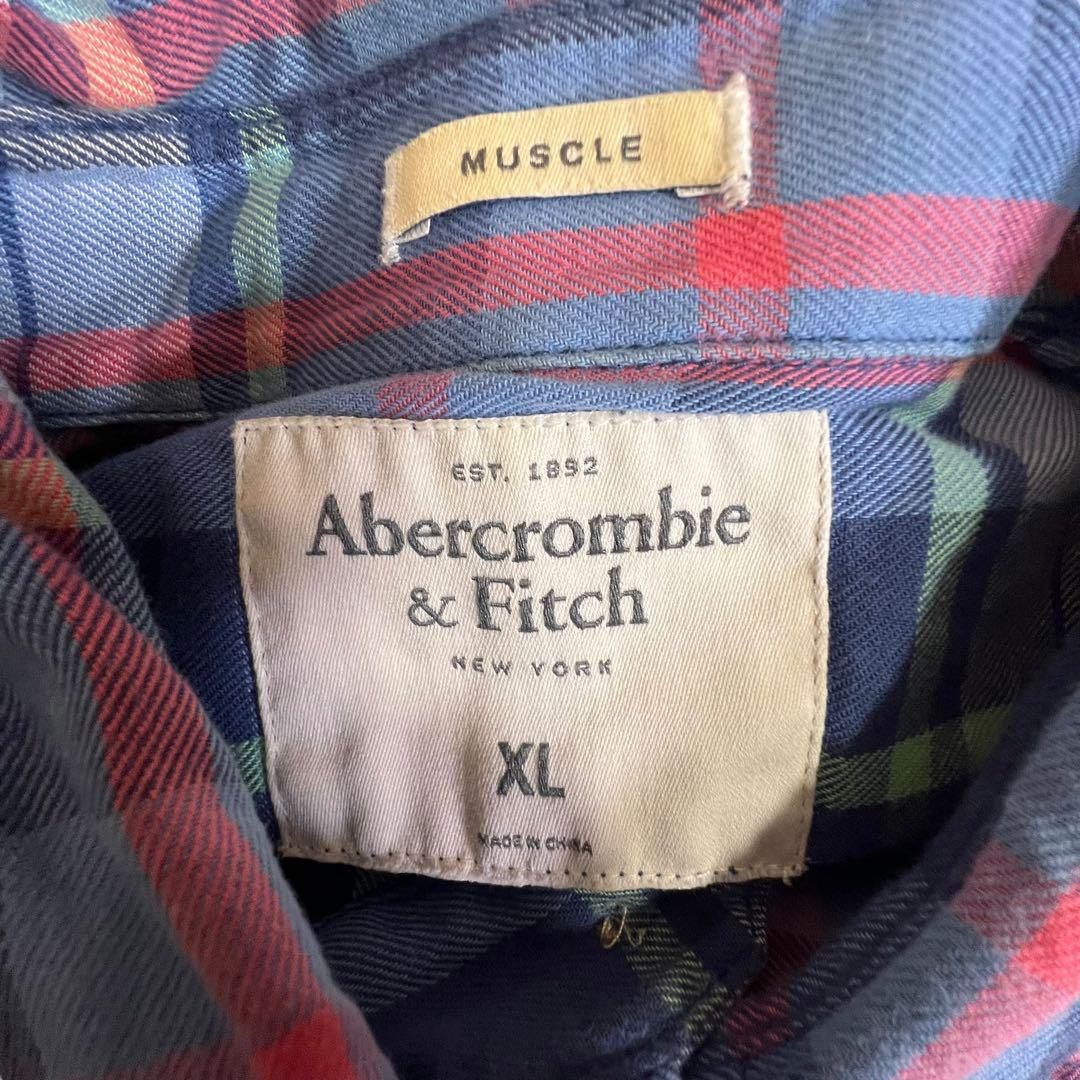 MUSCLE
EST. 1892
Abercrombie
& Fitch
NEW YORK
XL
MADE IN CHINA